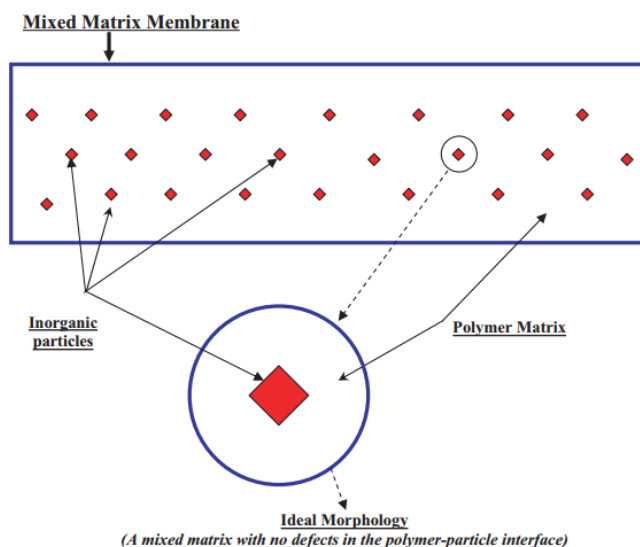 Mixed Matrix Membrane
Inorganic
particles
Polymer Matrix
Ideal Morphology
(A mixed matrix with no defects in the polymer-particle interface)